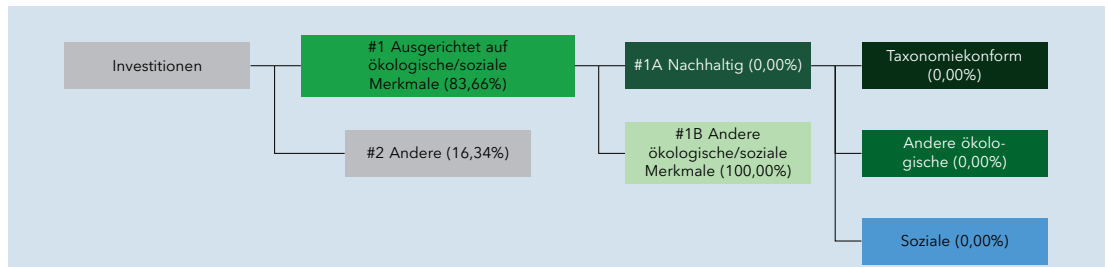 Investitionen
#1 Ausgerichtet auf
ökologische/soziale
Merkmale (83,66%)
#1A Nachhaltig (0,00%)
Taxonomiekonform
(0,00%)
#2 Andere (16,34%)
#1B Andere
ökologische/soziale
Merkmale (100,00%)
Andere ökolo-
gische (0,00%)
Soziale (0,00%)